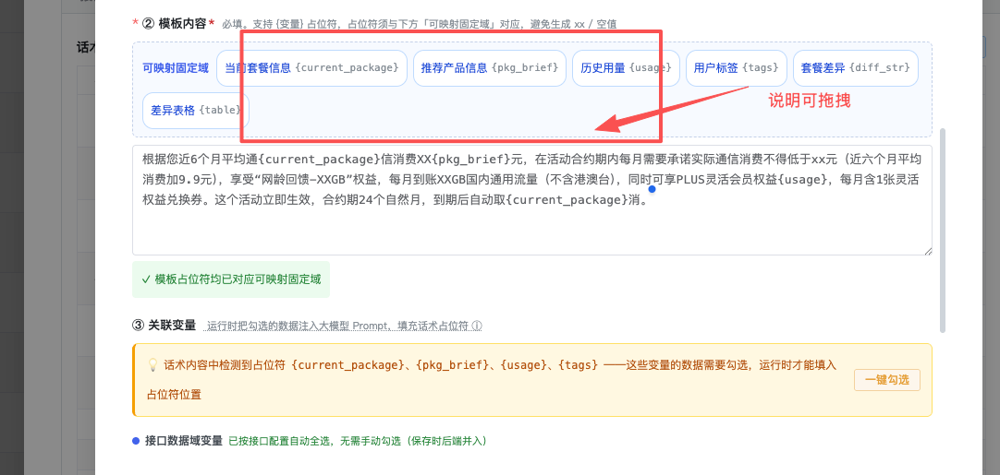 * ② 模板内容 * 必填。支持 {变量} 占位符，占位符须与下方「可映射固定域」对应，避免生成 xx / 空值
话术
可映射固定域 当前套餐信息 {current_package} 推荐产品信息 {pkg_brief} 历史用量 {usage} 用户标签 {tags} 套餐差异 {diff_str}
差异表格 {table}
说明可拖拽
根据您近6个月平均通{current_package}信消费XX{pkg_brief}元，在活动合约期内每月需要承诺实际通信消费不得低于xx元（近六个月平均
消费加9.9元），享受“网龄回馈-XXGB”权益，每月到账XXGB国内通用流量（不含港澳台），同时可享PLUS灵活会员权益{usage}，每月含1张灵活
权益兑换券。这个活动立即生效，合约期24个自然月，到期后自动取{current_package}消。
✓ 模板占位符均已对应可映射固定域
③ 关联变量 运行时把勾选的数据注入大模型 Prompt，填充话术占位符 ⓘ
💡 话术内容中检测到占位符 {current_package}、{pkg_brief}、{usage}、{tags} ——这些变量的数据需要勾选，运行时才能填入
占位符位置
一键勾选
接口数据域变量 已按接口配置自动全选，无需手动勾选（保存时后端并入）